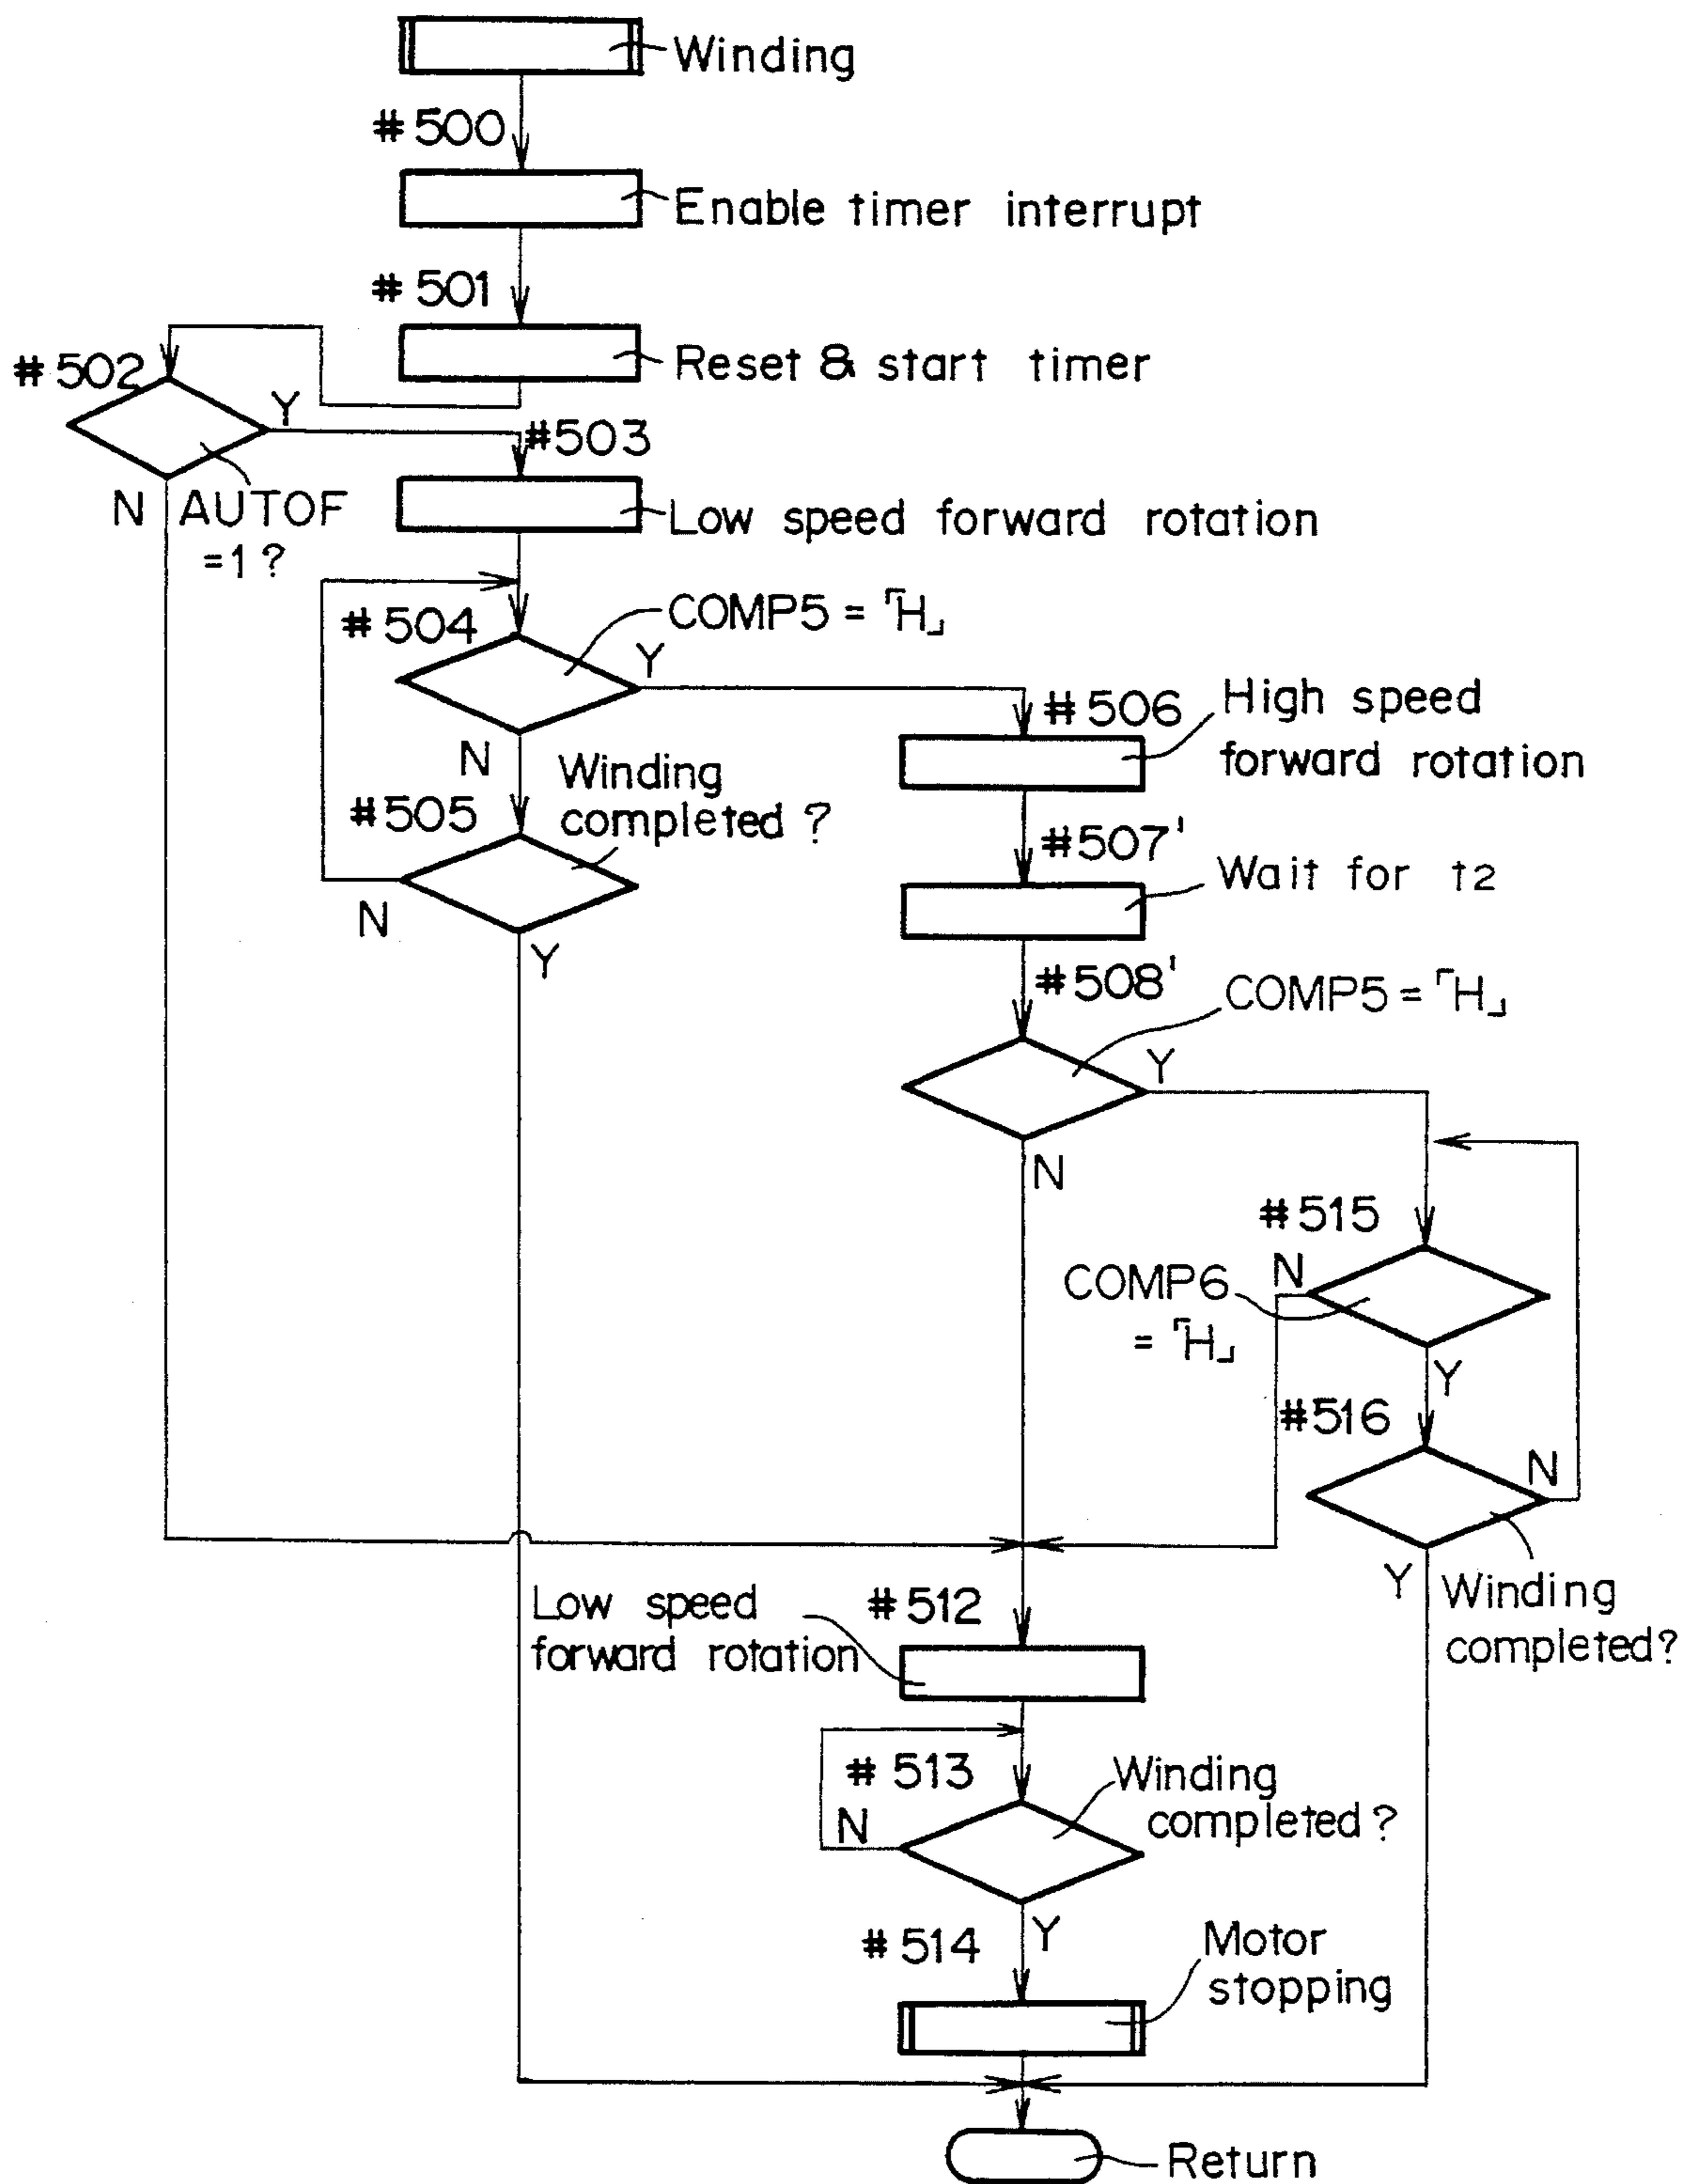 Winding
#500
Enable timer interrupt
#501
Reset & start timer
#502
Y
#503
N
AUTOF
=1?
Low speed forward rotation
#504
COMP5 = 「H」
Y
#506
High speed
forward rotation
N
Winding
completed ?
#505
#507'
Wait for t2
N
Y
#508'
COMP5 = 「H」
Y
N
#515
COMP6
= 「H」
N
Y
#516
N
Y
Winding
completed?
Low speed
forward rotation
#512
#513
N
Winding
completed?
Y
#514
Motor
stopping
Return